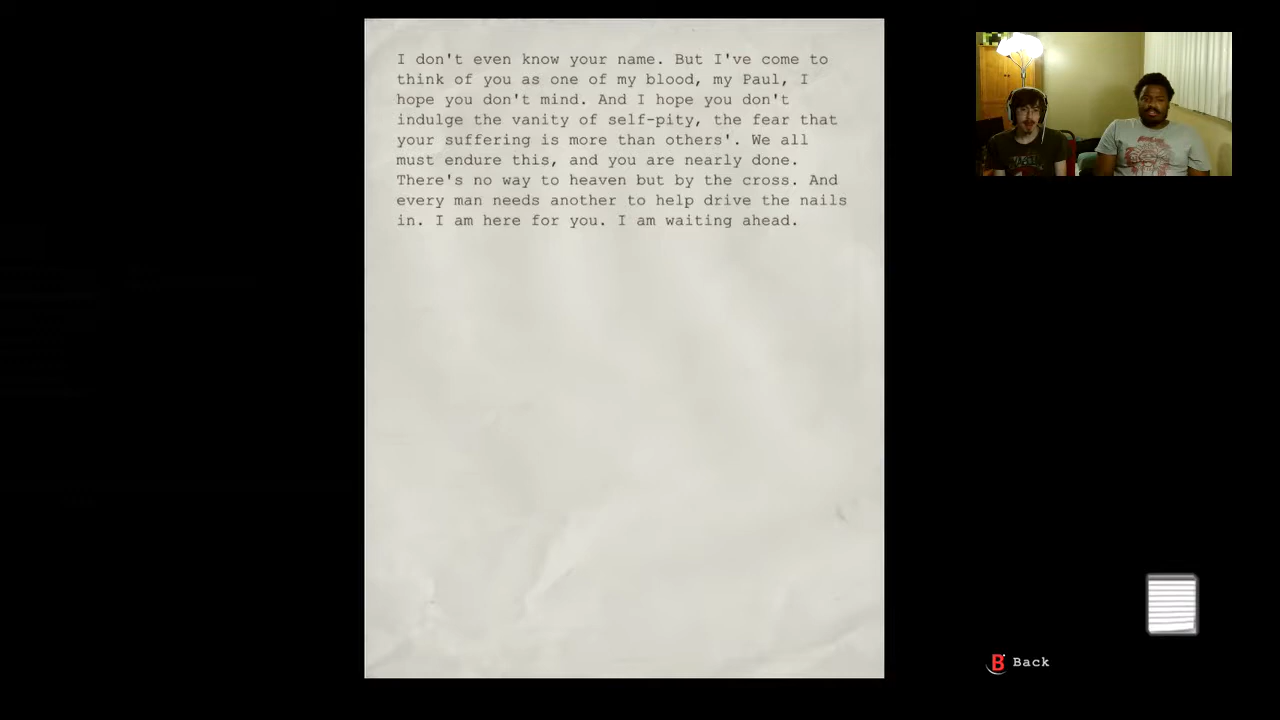 I don't even know your name. But I've come to
think of you as one of my blood, my Paul, I
hope you don't mind. And I hope you don't
indulge the vanity of self-pity, the fear that
your suffering is more than others'. We all
must endure this, and you are nearly done.
There's no way to heaven but by the cross. And
every man needs another to help drive the nails
in. I am here for you. I am waiting ahead.
B Back